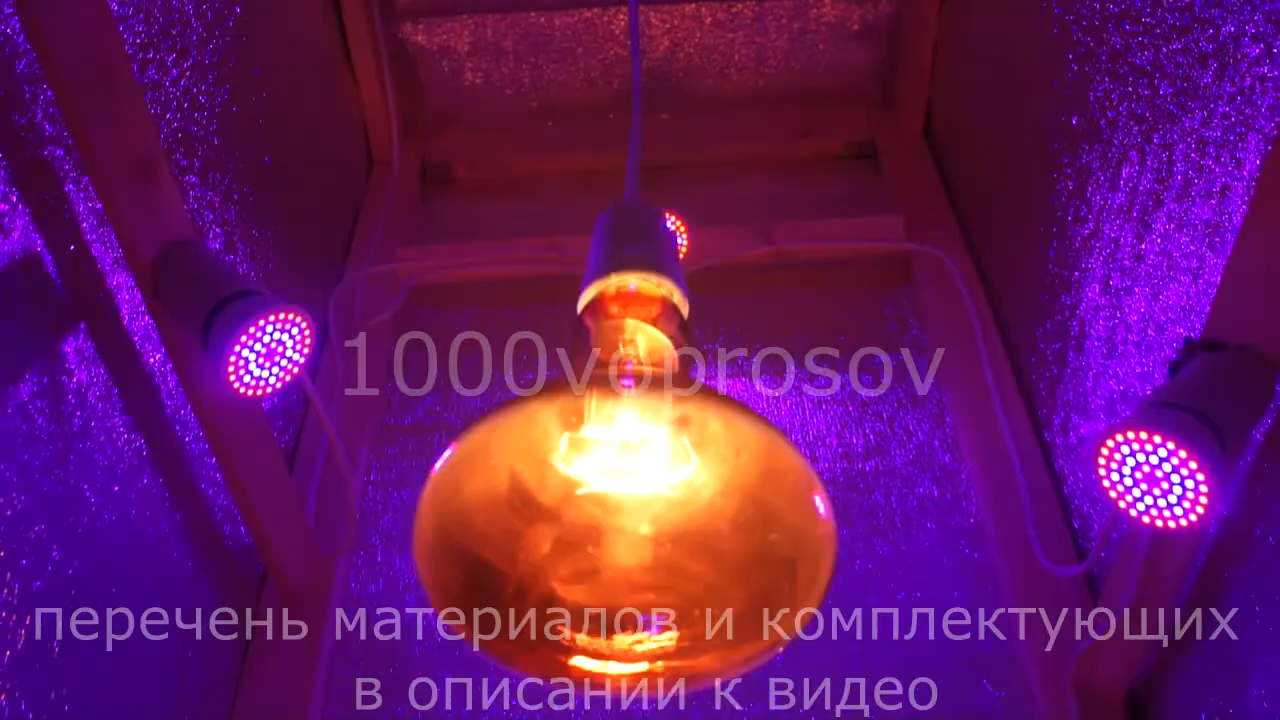 1000voprosov
перечень материалов и комплектующих
в описании к видео